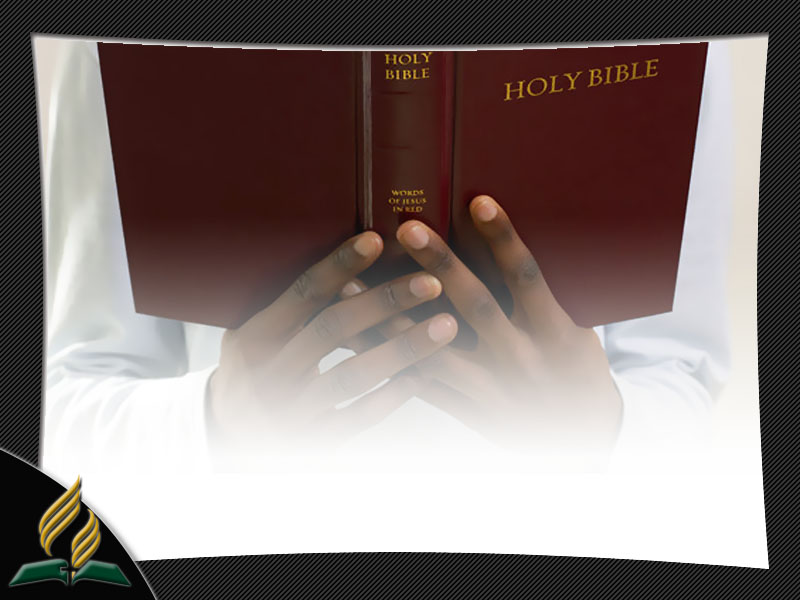 HOLY
BIBLE
WORDS
OF JESUS
IN RED
HOLY BIBLE